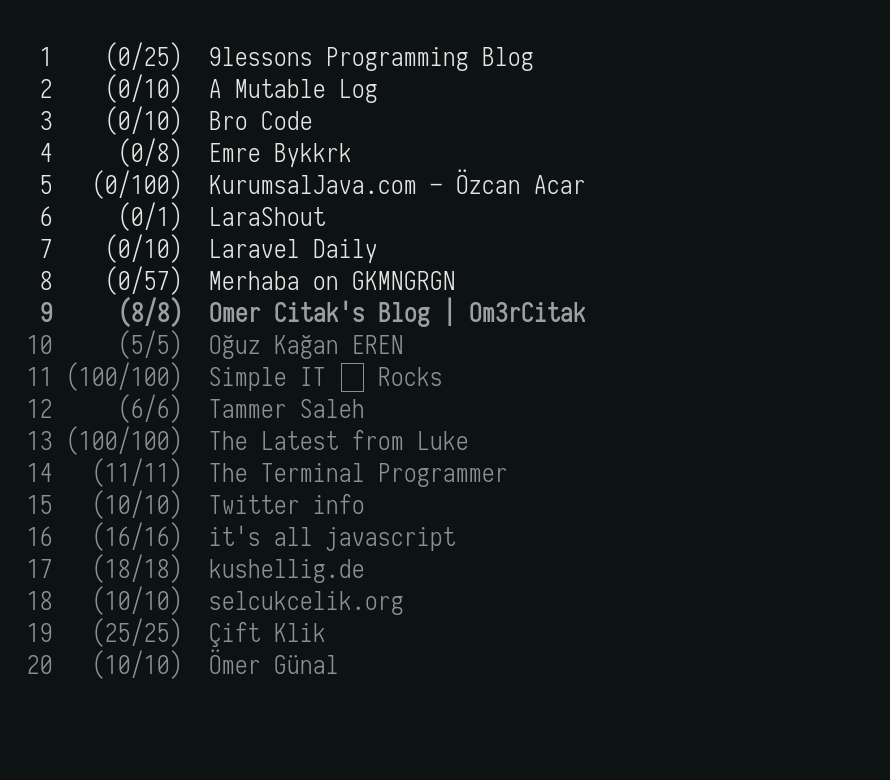 1 (0/25) 9lessons Programming Blog
2 (0/10) A Mutable Log
3 (0/10) Bro Code
4 (0/8) Emre Bykkrk
5 (0/100) KurumsalJava.com – Özcan Acar
6 (0/1) LaraShout
7 (0/10) Laravel Daily
8 (0/57) Merhaba on GKMNGRGN
9 (8/8) Omer Citak's Blog | Om3rCitak
10 (5/5) Oğuz Kağan EREN
11 (100/100) Simple IT Rocks
12 (6/6) Tammer Saleh
13 (100/100) The Latest from Luke
14 (11/11) The Terminal Programmer
15 (10/10) Twitter info
16 (16/16) it's all javascript
17 (18/18) kushellig.de
18 (10/10) selcukcelik.org
19 (25/25) Çift Klik
20 (10/10) Ömer Günal